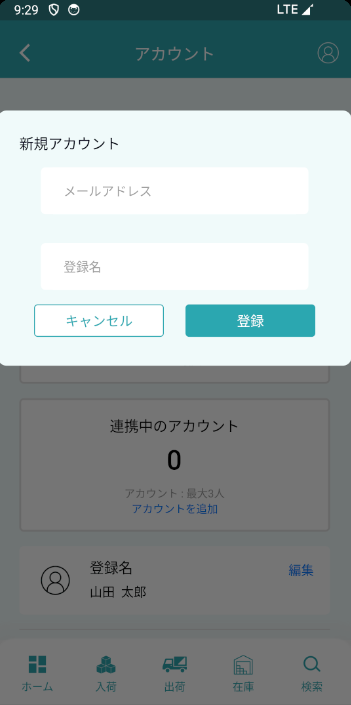 9:29
LTE
アカウント
新規アカウント
メールアドレス
登録名
キャンセル 登録
連携中のアカウント
0
アカウント : 最大3人
アカウントを追加
登録名
編集
山田 太郎
ホーム 入荷 出荷 在庫 検索